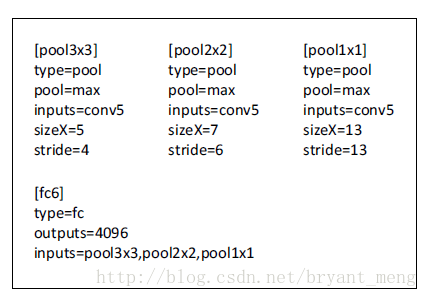 [pool3x3] [pool2x2] [pool1x1]
type=pool type=pool type=pool
pool=max pool=max pool=max
inputs=conv5 inputs=conv5 inputs=conv5
sizeX=5 sizeX=7 sizeX=13
stride=4 stride=6 stride=13
[fc6]
type=fc
outputs=4096
inputs=pool3x3,pool2x2,pool1x1
http://blog.csdn.net/bryant_meng